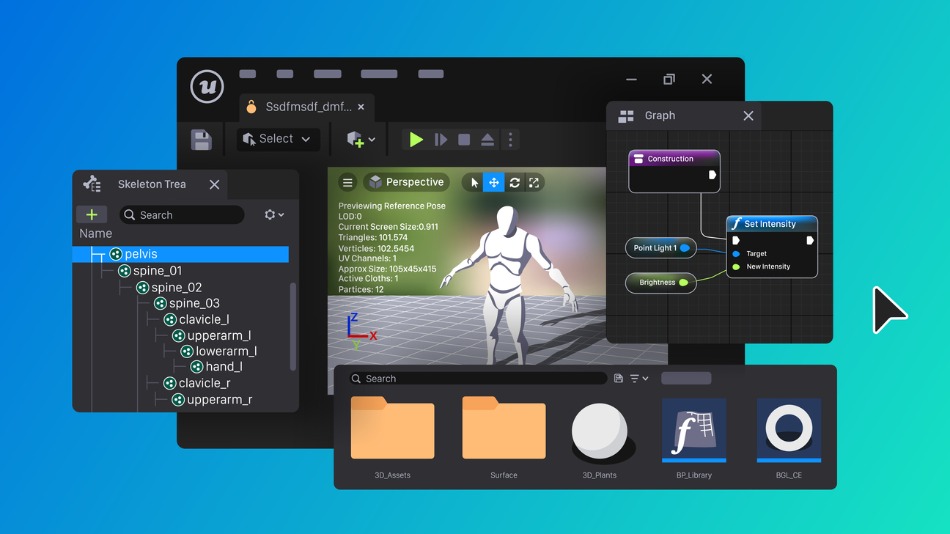 Ssdfmsdf_dmf...
Select
Graph
Construction
Set Intensity
Point Light 1
Target
Brightness
New Intensity
Skeleton Trea
Search
Name
pelvis
spine_01
spine_02
spine_03
clavicle_l
upperarm_l
lowerarm_l
hand_l
clavicle_r
upperarm_r
Perspective
Previewing Reference Pose
LOD:0
Current Screen Size:0.911
Triangles: 101.574
Verticles: 102.5454
UV Channels: 1
Approx Size: 105x45x415
Active Cloths: 1
Partices: 12
Z
X
Y
Search
3D_Assets
Surface
3D_Plants
BP_Library
BGL_CE